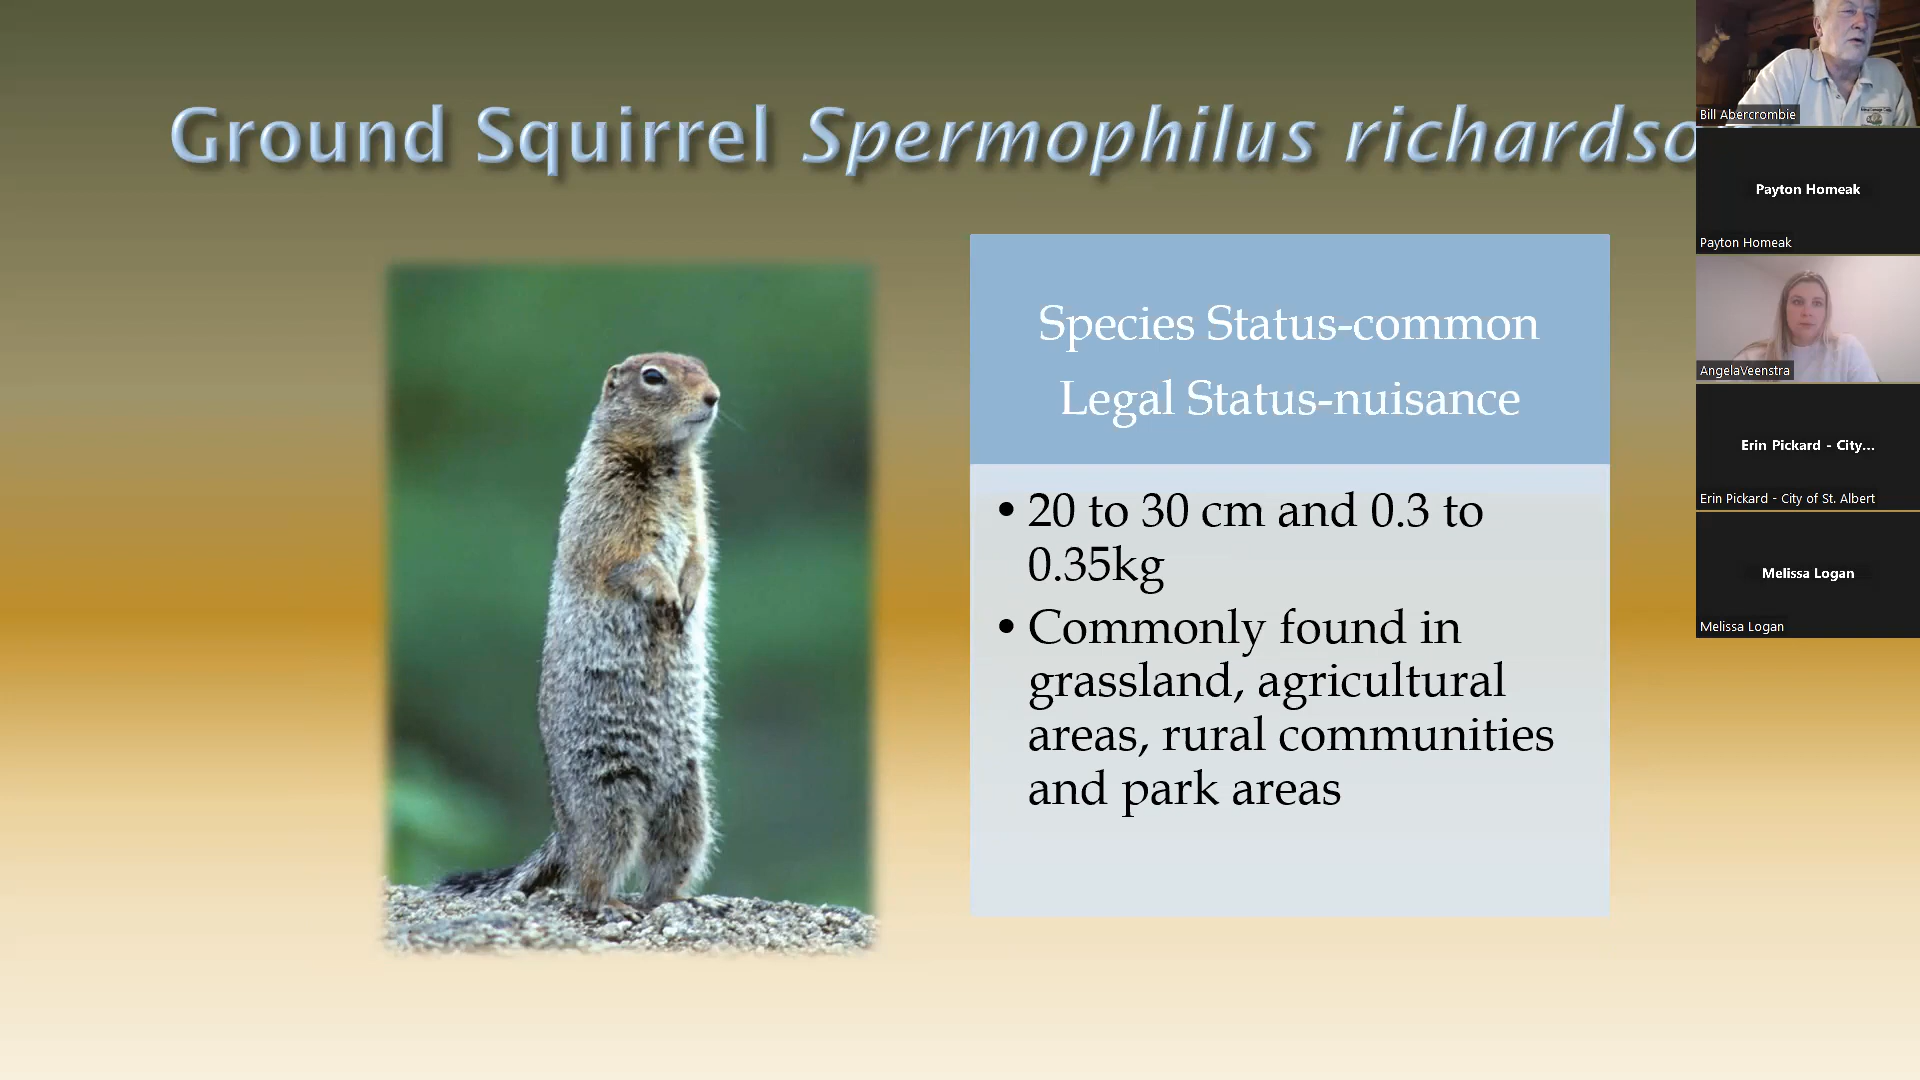 Ground Squirrel Spermophilus richardso
Species Status-common
Legal Status-nuisance
• 20 to 30 cm and 0.3 to
0.35kg
• Commonly found in
grassland, agricultural
areas, rural communities
and park areas
Bill Abercrombie
Payton Homeak
Payton Homeak
AngelaVeenstra
Erin Pickard - City...
Erin Pickard - City of St. Albert
Melissa Logan
Melissa Logan